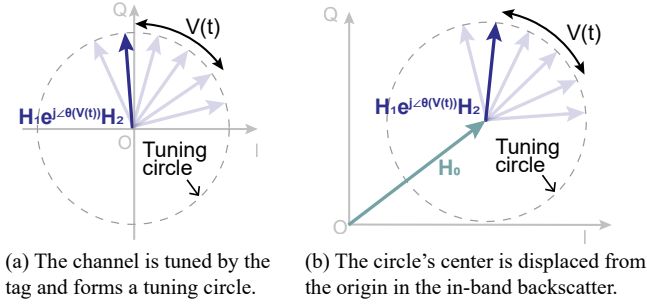 Q
V(t)
H₁e^{j∠θ(V(t))}H₂
O
I
Tuning
circle
(a) The channel is tuned by the
tag and forms a tuning circle.
Q
V(t)
H₁e^{j∠θ(V(t))}H₂
H₀
Tuning
circle
O
I
(b) The circle's center is displaced from
the origin in the in-band backscatter.